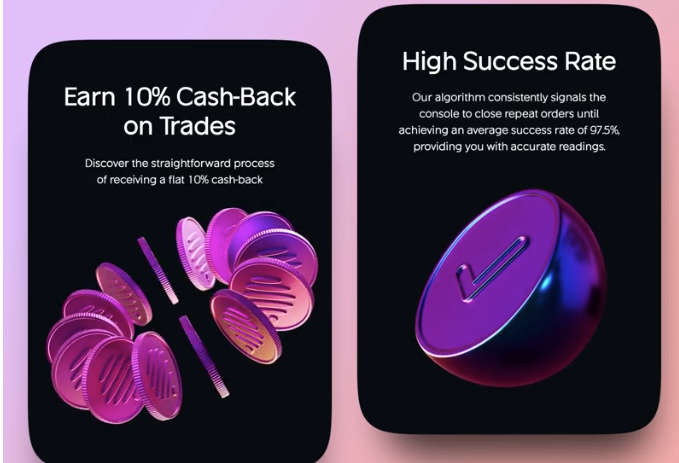 Earn 10% Cash-Back
on Trades
Discover the straightforward process
of receiving a flat 10% cash-back
High Success Rate
Our algorithm consistently signals the
console to close repeat orders until
achieving an average success rate of 97.5%,
providing you with accurate readings.